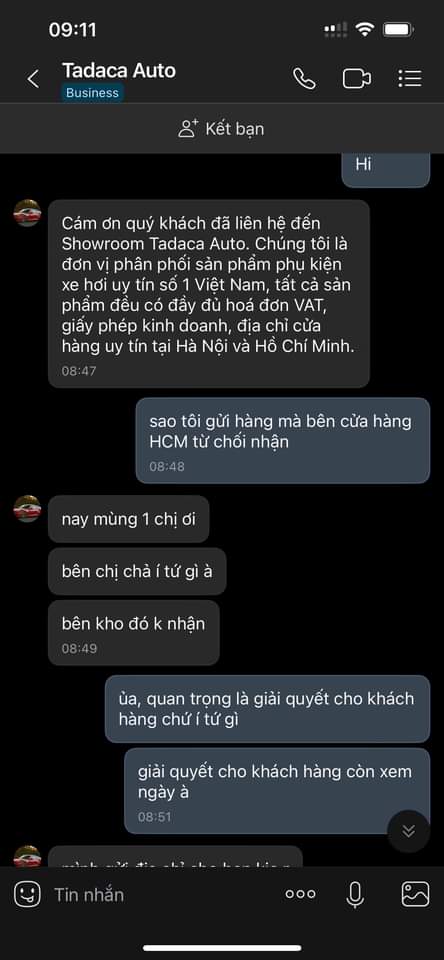 09:11
Tadaca Auto
Business
Kết bạn
Hi
Cám ơn quý khách đã liên hệ đến
Showroom Tadaca Auto. Chúng tôi là
đơn vị phân phối sản phẩm phụ kiện
xe hơi uy tín số 1 Việt Nam, tất cả sản
phẩm đều có đầy đủ hoá đơn VAT,
giấy phép kinh doanh, địa chỉ cửa
hàng uy tín tại Hà Nội và Hồ Chí Minh.
08:47
sao tôi gửi hàng mà bên cửa hàng
HCM từ chối nhận
08:48
nay mùng 1 chị ơi
bên chị chả í tứ gì à
bên kho đó k nhận
08:49
ủa, quan trọng là giải quyết cho khách
hàng chứ í tứ gì
giải quyết cho khách hàng còn xem
ngày à
08:51
Tin nhắn